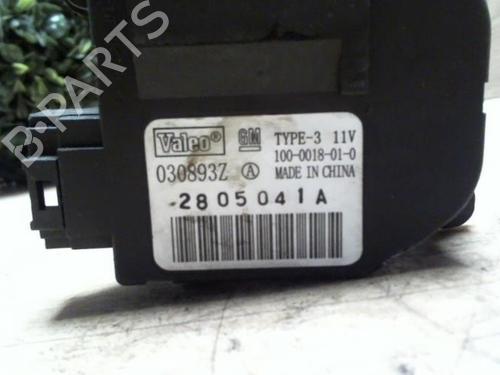 B-PARTS
Valeo® GM TYPE-3 11V
100-0018-01-0
030893Z Ⓐ MADE IN CHINA
2805041A